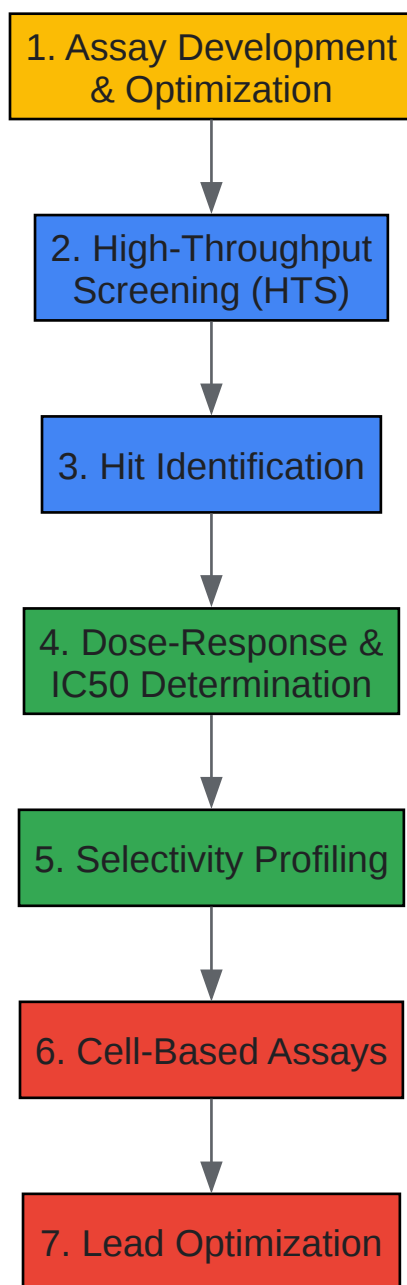 1. Assay Development
& Optimization
2. High-Throughput
Screening (HTS)
3. Hit Identification
4. Dose-Response &
IC50 Determination
5. Selectivity Profiling
6. Cell-Based Assays
7. Lead Optimization